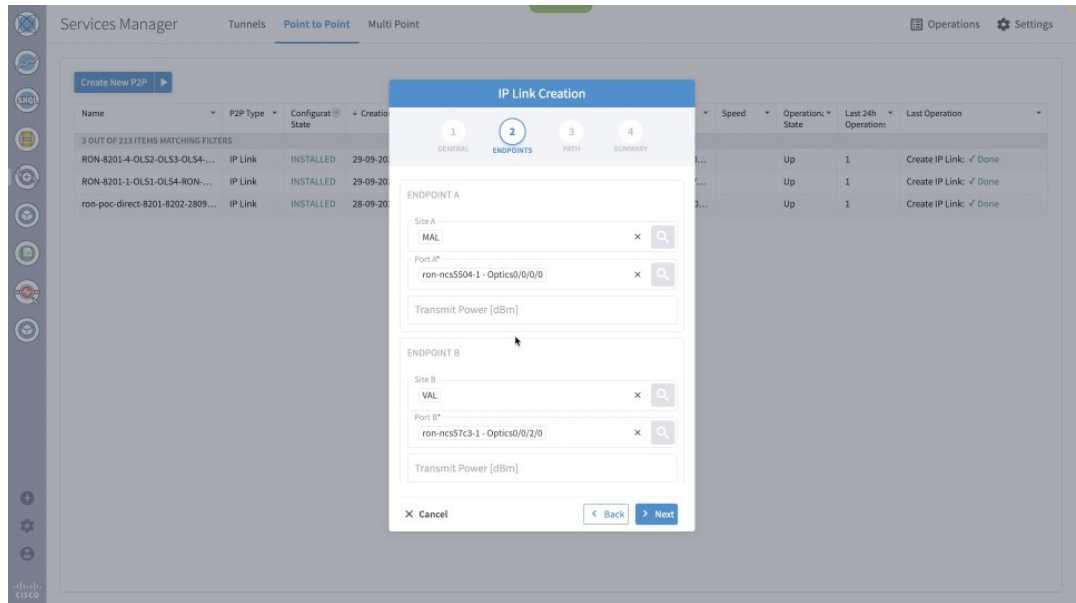 Services Manager Tunnels Point to Point Multi Point Operations Settings
SHQL
Create New P2P
Name P2P Type Configurat State + Creatio Speed Operation: State Last 24h Operation: Last Operation
3 OUT OF 213 ITEMS MATCHING FILTERS
RON-8201-4-OLS2-OLS3-OLS4-... IP Link INSTALLED 29-09-20 Up 1 Create IP Link: ✓ Done
RON-8201-1-OLS1-OLS4-RON-... IP Link INSTALLED 29-09-20 Up 1 Create IP Link: ✓ Done
ron-poc-direct-8201-8202-2809... IP Link INSTALLED 28-09-20 Up 1 Create IP Link: ✓ Done
IP Link Creation
1 2 3 4
GENERAL ENDPOINTS PATH SUMMARY
ENDPOINT A
Site A
MAL ×
Port A*
ron-ncs5504-1 - Optics0/0/0/0 ×
Transmit Power [dBm]
ENDPOINT B
Site B
VAL ×
Port B*
ron-ncs57c3-1 - Optics0/0/2/0 ×
Transmit Power [dBm]
× Cancel < Back > Next
CISCO